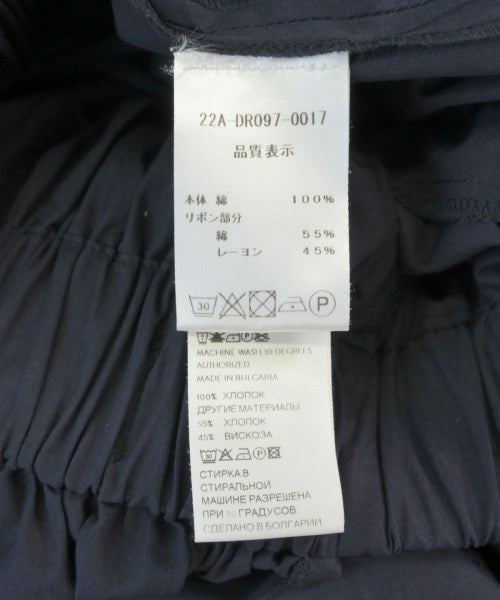 22A-DR097-0017
品質表示
本体 綿 100%
リボン部分
綿 55%
レーヨン 45%
30 P
MACHINE WASH 30 DEGREES
AUTHORIZED
MADE IN BULGARIA
100% ХЛОПОК
ДРУГИЕ МАТЕРИАЛЫ
55% ХЛОПОК
45% ВИСКОЗА
СТИРКА В
СТИРАЛЬНОЙ
МАШИНЕ РАЗРЕШЕНА
ПРИ 30 ГРАДУСОВ
СДЕЛАНО В БОЛГАРИИ